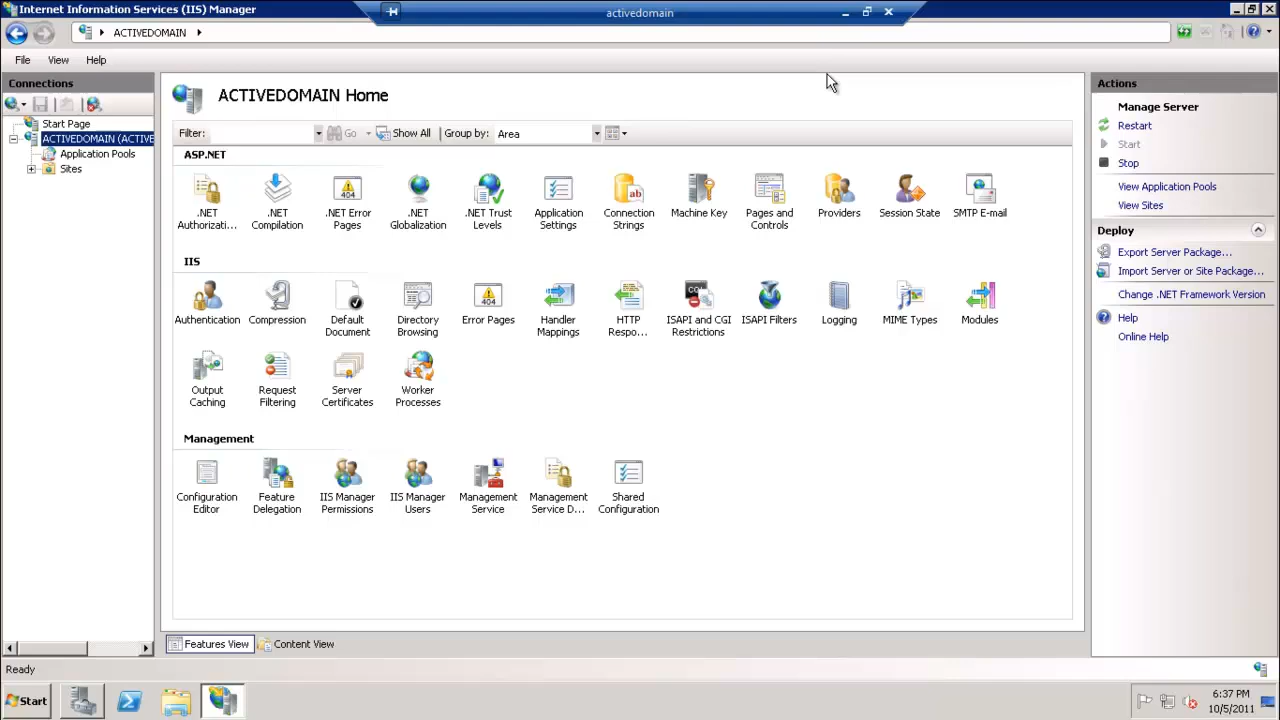 Internet Information Services (IIS) Manager
activedomain
ACTIVEDOMAIN
File View Help
Connections
Start Page
ACTIVEDOMAIN (ACTIVE
Application Pools
Sites
ACTIVEDOMAIN Home
Filter: Go Show All Group by: Area
ASP.NET
.NET Authorizati...
.NET Compilation
.NET Error Pages
.NET Globalization
.NET Trust Levels
Application Settings
Connection Strings
Machine Key
Pages and Controls
Providers
Session State
SMTP E-mail
IIS
Authentication
Compression
Default Document
Directory Browsing
Error Pages
Handler Mappings
HTTP Respo...
ISAPI and CGI Restrictions
ISAPI Filters
Logging
MIME Types
Modules
Output Caching
Request Filtering
Server Certificates
Worker Processes
Management
Configuration Editor
Feature Delegation
IIS Manager Permissions
IIS Manager Users
Management Service
Management Service D...
Shared Configuration
Features View
Content View
Actions
Manage Server
Restart
Start
Stop
View Application Pools
View Sites
Deploy
Export Server Package...
Import Server or Site Package...
Change .NET Framework Version
Help
Online Help
Ready
Start
6:37 PM
10/5/2011